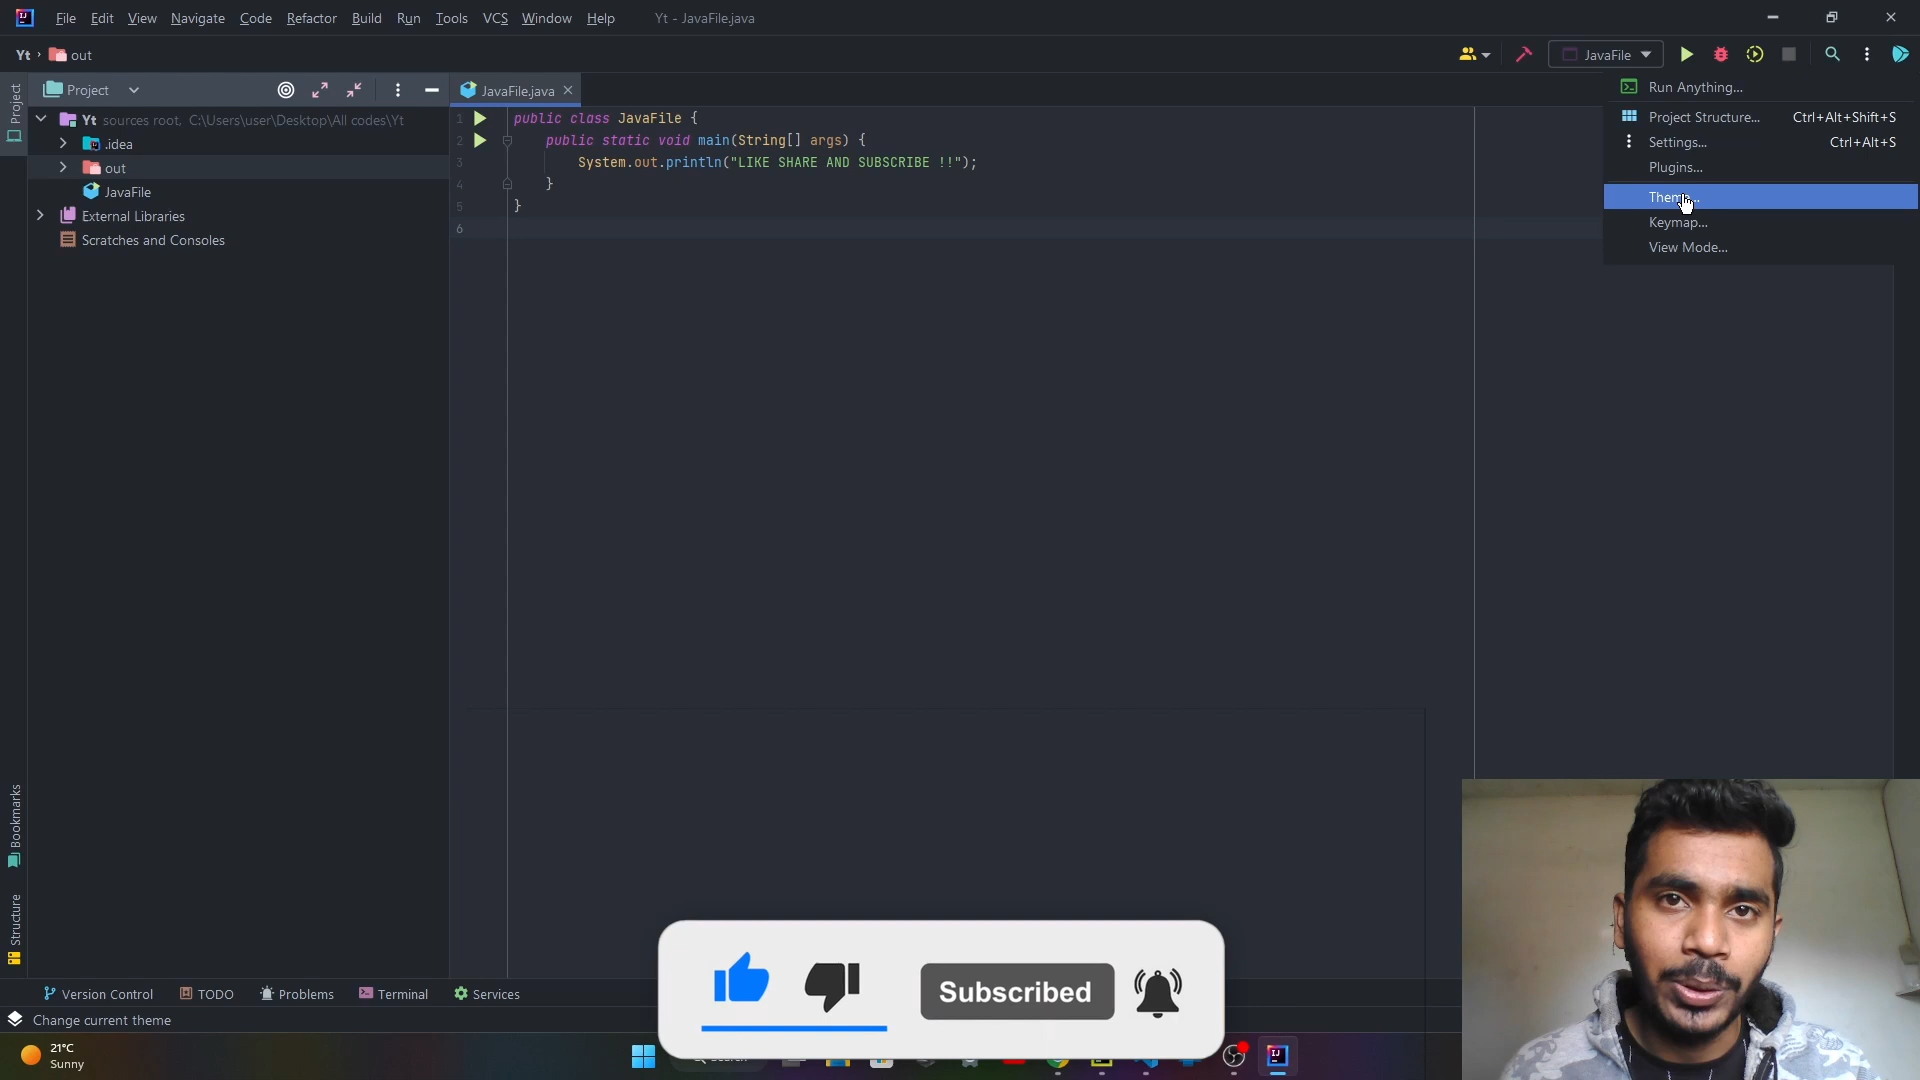 File Edit View Navigate Code Refactor Build Run Tools VCS Window Help Yt - JavaFile.java
Yt › out
JavaFile
Project
Project
JavaFile.java
Run Anything...
Yt sources root, C:\Users\user\Desktop\All codes\Yt
.idea
out
JavaFile
External Libraries
Scratches and Consoles
1 public class JavaFile {
2 public static void main(String[] args) {
3 System.out.println("LIKE SHARE AND SUBSCRIBE !!");
4 }
5 }
6
Project Structure... Ctrl+Alt+Shift+S
Settings... Ctrl+Alt+S
Plugins...
Keymap...
View Mode...
Bookmarks
Structure
Subscribed
Version Control TODO Problems Terminal Services
Change current theme
21°C
Sunny